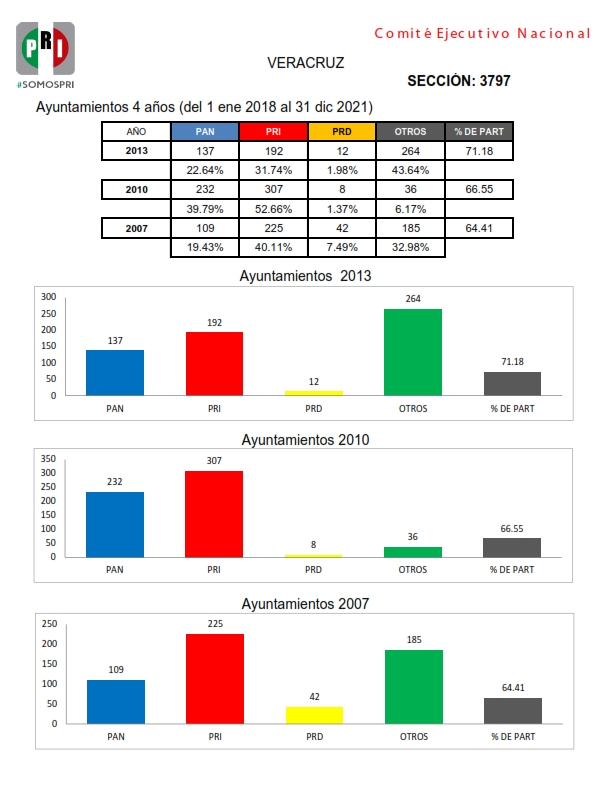 Comité Ejecutivo Nacional
PRI
#SOMOSPRI
VERACRUZ
SECCIÓN: 3797
Ayuntamientos 4 años (del 1 ene 2018 al 31 dic 2021)
AÑO PAN PRI PRD OTROS % DE PART
2013 137 192 12 264 71.18
22.64% 31.74% 1.98% 43.64%
2010 232 307 8 36 66.55
39.79% 52.66% 1.37% 6.17%
2007 109 225 42 185 64.41
19.43% 40.11% 7.49% 32.98%
Ayuntamientos 2013
300
250
200
150
100
50
0
137
192
12
264
71.18
PAN PRI PRD OTROS % DE PART
Ayuntamientos 2010
350
300
250
200
150
100
50
0
232
307
8
36
66.55
PAN PRI PRD OTROS % DE PART
Ayuntamientos 2007
250
200
150
100
50
0
109
225
42
185
64.41
PAN PRI PRD OTROS % DE PART